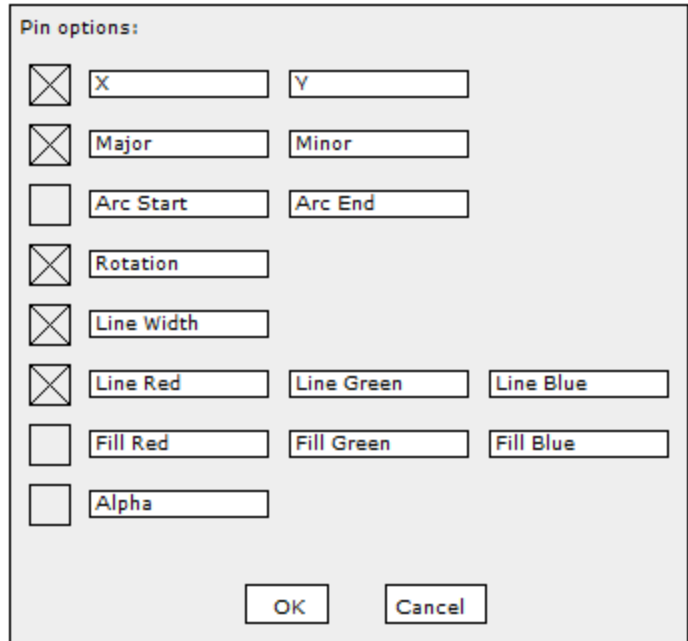 Pin options:
X Y
Major Minor
Arc Start Arc End
Rotation
Line Width
Line Red Line Green Line Blue
Fill Red Fill Green Fill Blue
Alpha
OK Cancel